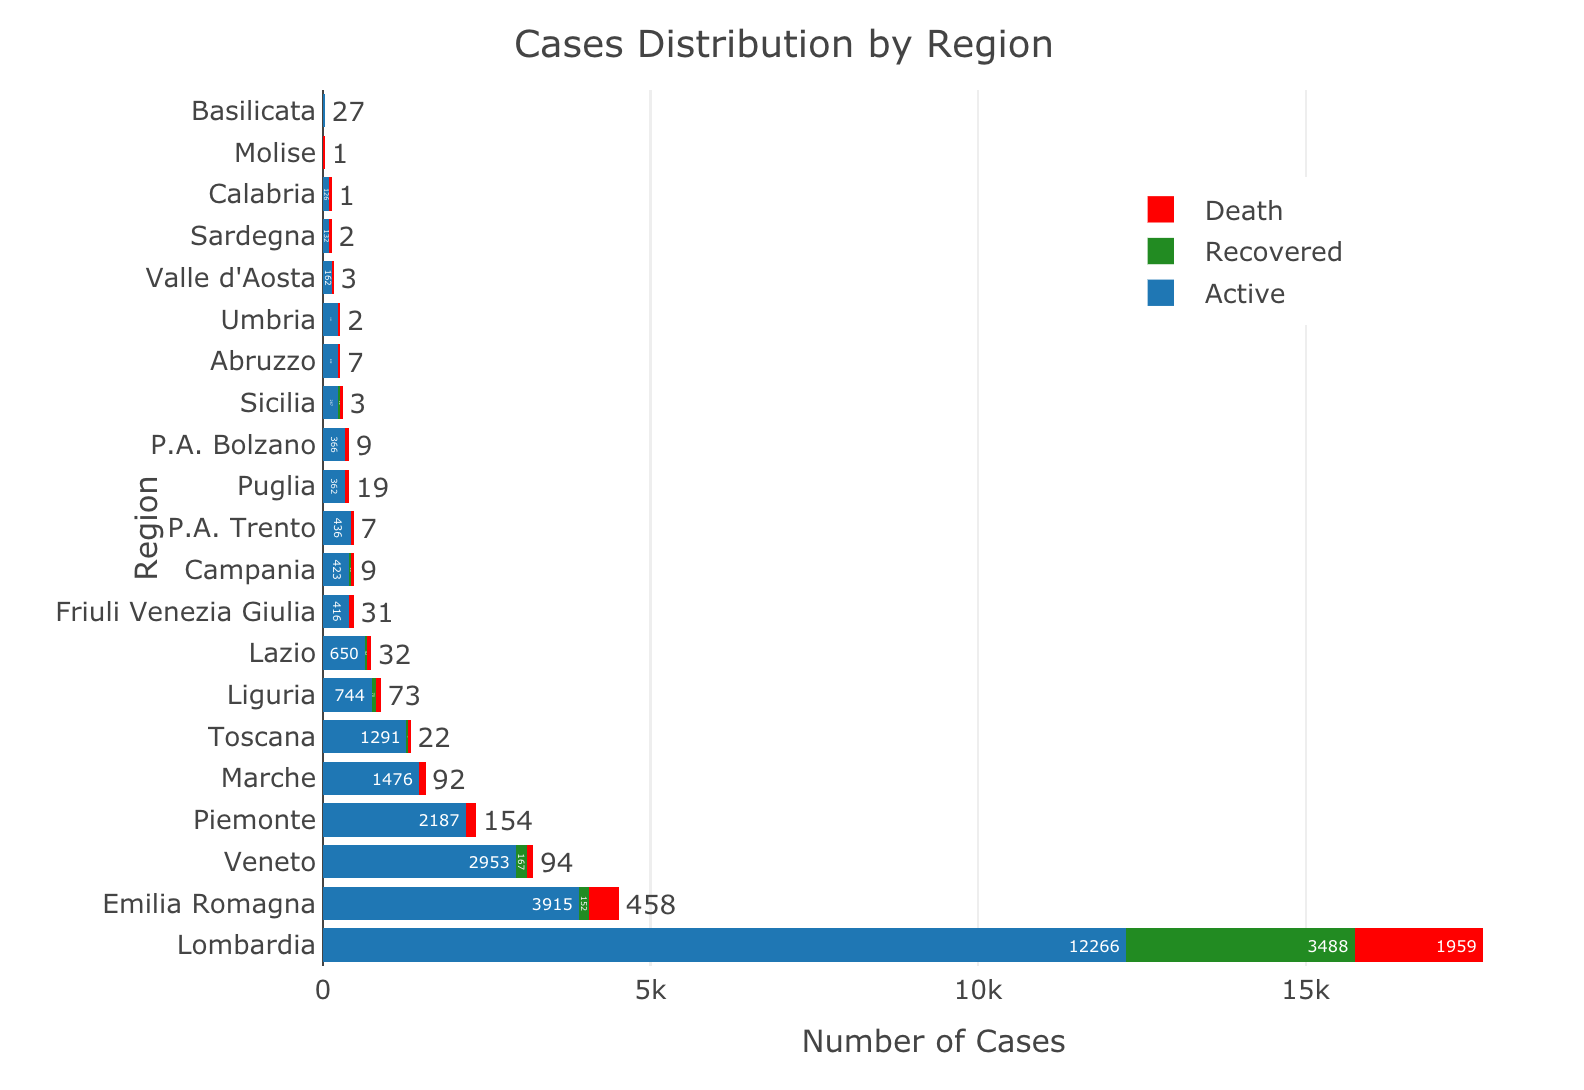 Cases Distribution by Region
Basilicata 27
Molise 1
Calabria 126 1
Sardegna 132 2
Valle d'Aosta 162 3
Umbria 2
Abruzzo 7
Sicilia 3
P.A. Bolzano 366 9
Puglia 362 19
P.A. Trento 436 7
Campania 423 9
Friuli Venezia Giulia 416 31
Lazio 650 32
Liguria 744 73
Toscana 1291 22
Marche 1476 92
Piemonte 2187 154
Veneto 2953 167 94
Emilia Romagna 3915 152 458
Lombardia 12266 3488 1959
Region
Death
Recovered
Active
0 5k 10k 15k
Number of Cases